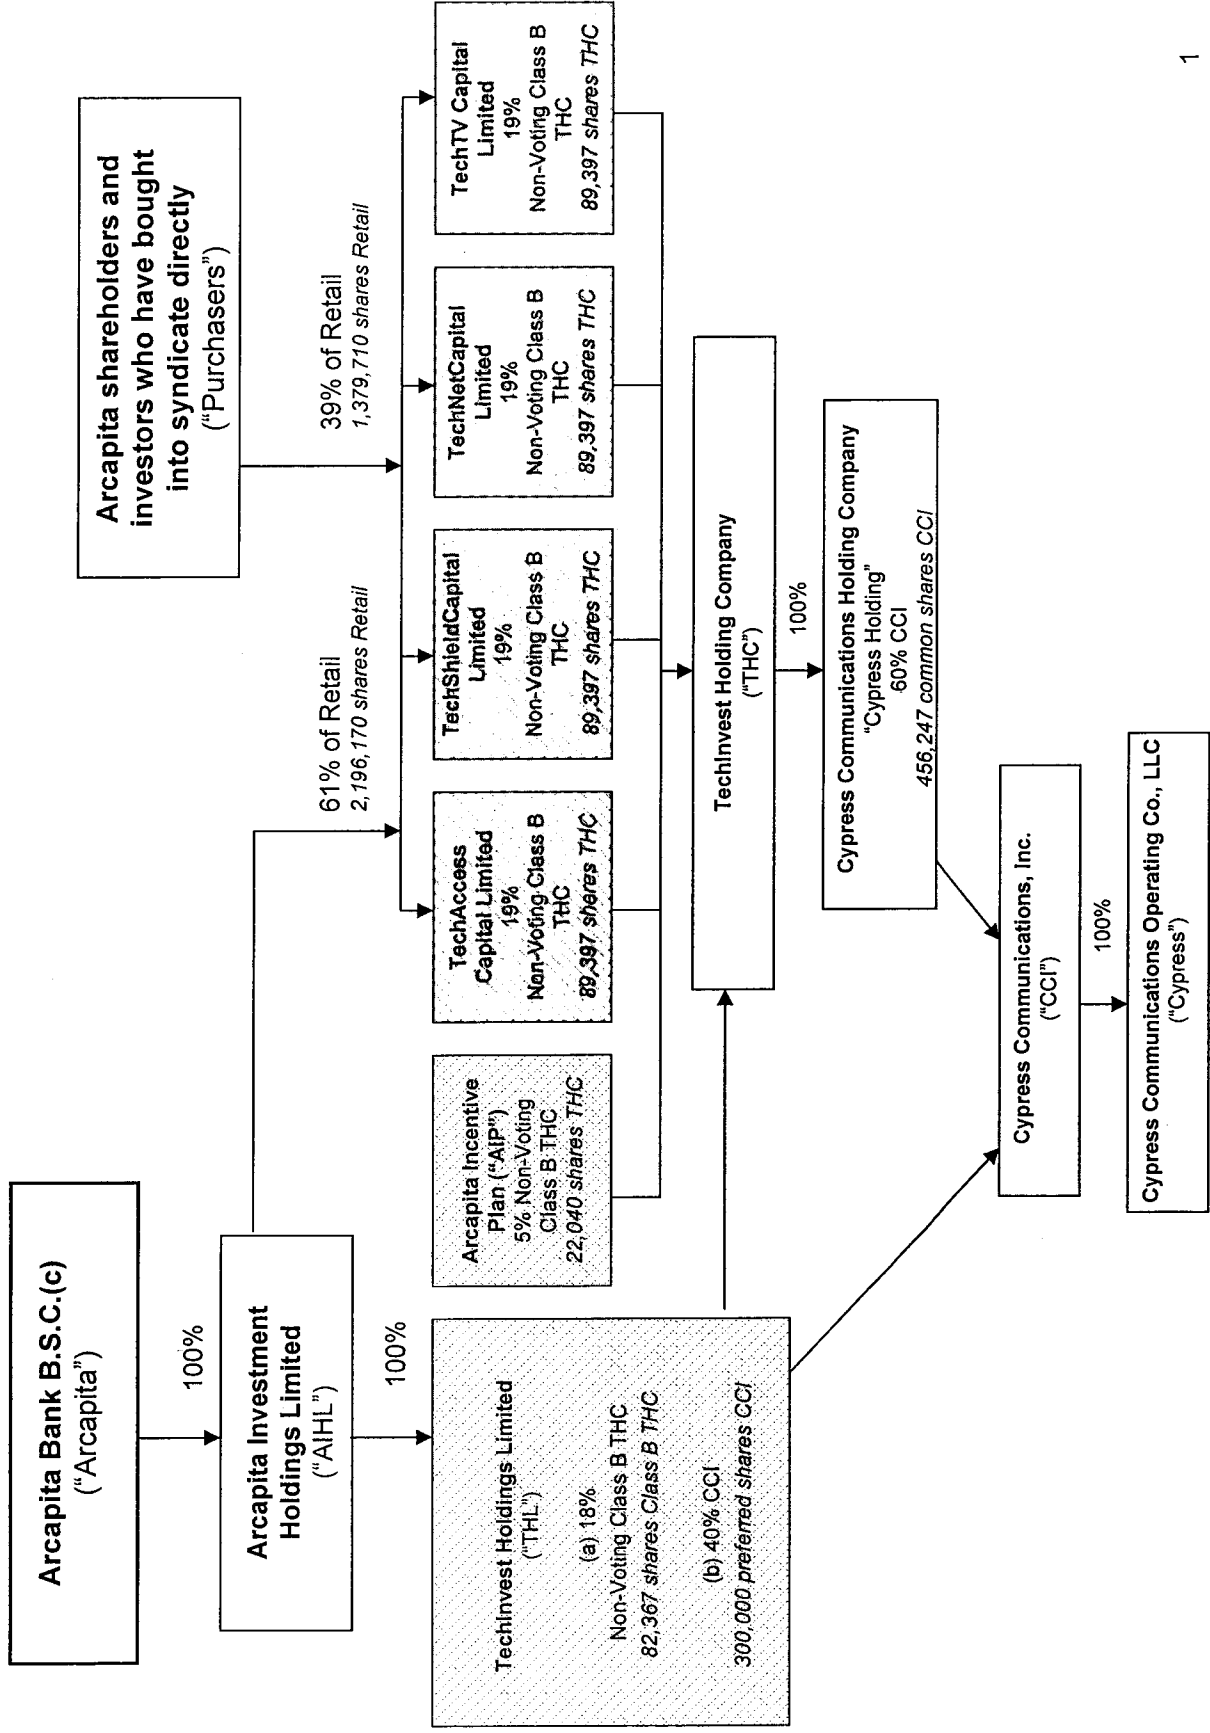 Arcapita Bank B.S.C.(c)
("Arcapita")
100%
Arcapita Investment
Holdings Limited
("AIHL")
100%
Arcapita shareholders and
investors who have bought
into syndicate directly
("Purchasers")
61% of Retail
2,196,170 shares Retail
39% of Retail
1,379,710 shares Retail
TechInvest Holdings Limited
("THL")
(a) 18%
Non-Voting Class B THC
82,367 shares Class B THC
(b) 40% CCI
300,000 preferred shares CCI
Arcapita Incentive
Plan ("AIP")
5% Non-Voting
Class B THC
22,040 shares THC
TechAccess
Capital Limited
19%
Non-Voting Class B
THC
89,397 shares THC
TechShieldCapital
Limited
19%
Non-Voting Class B
THC
89,397 shares THC
TechNetCapital
Limited
19%
Non-Voting Class B
THC
89,397 shares THC
TechTV Capital
Limited
19%
Non-Voting Class B
THC
89,397 shares THC
TechInvest Holding Company
("THC")
100%
Cypress Communications Holding Company
"Cypress Holding"
60% CCI
456,247 common shares CCI
Cypress Communications, Inc.
("CCI")
100%
Cypress Communications Operating Co., LLC
("Cypress")
1